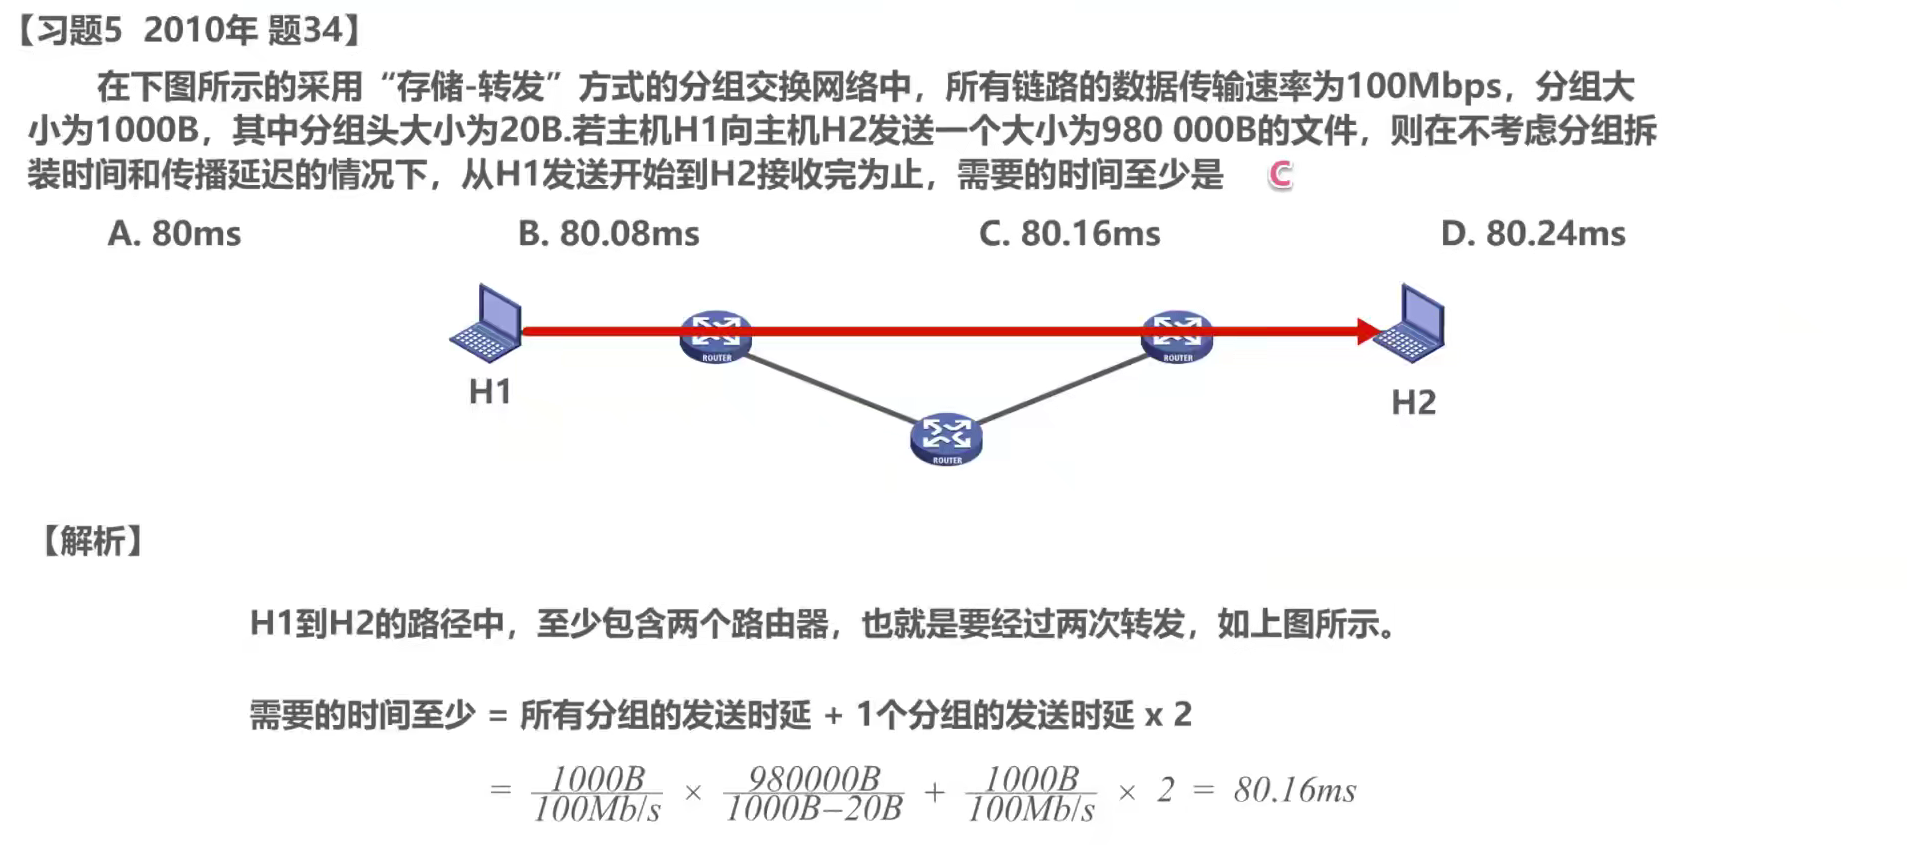 【习题5 2010年 题34】
在下图所示的采用“存储-转发”方式的分组交换网络中，所有链路的数据传输速率为100Mbps，分组大
小为1000B，其中分组头大小为20B.若主机H1向主机H2发送一个大小为980 000B的文件，则在不考虑分组拆
装时间和传播延迟的情况下，从H1发送开始到H2接收完为止，需要的时间至少是 C
A. 80ms B. 80.08ms C. 80.16ms D. 80.24ms
ROUTER ROUTER
H1 H2
ROUTER
【解析】
H1到H2的路径中，至少包含两个路由器，也就是要经过两次转发，如上图所示。
需要的时间至少 = 所有分组的发送时延 + 1个分组的发送时延 x 2
= 1000B/100Mb/s × 980000B/1000B−20B + 1000B/100Mb/s × 2 = 80.16ms